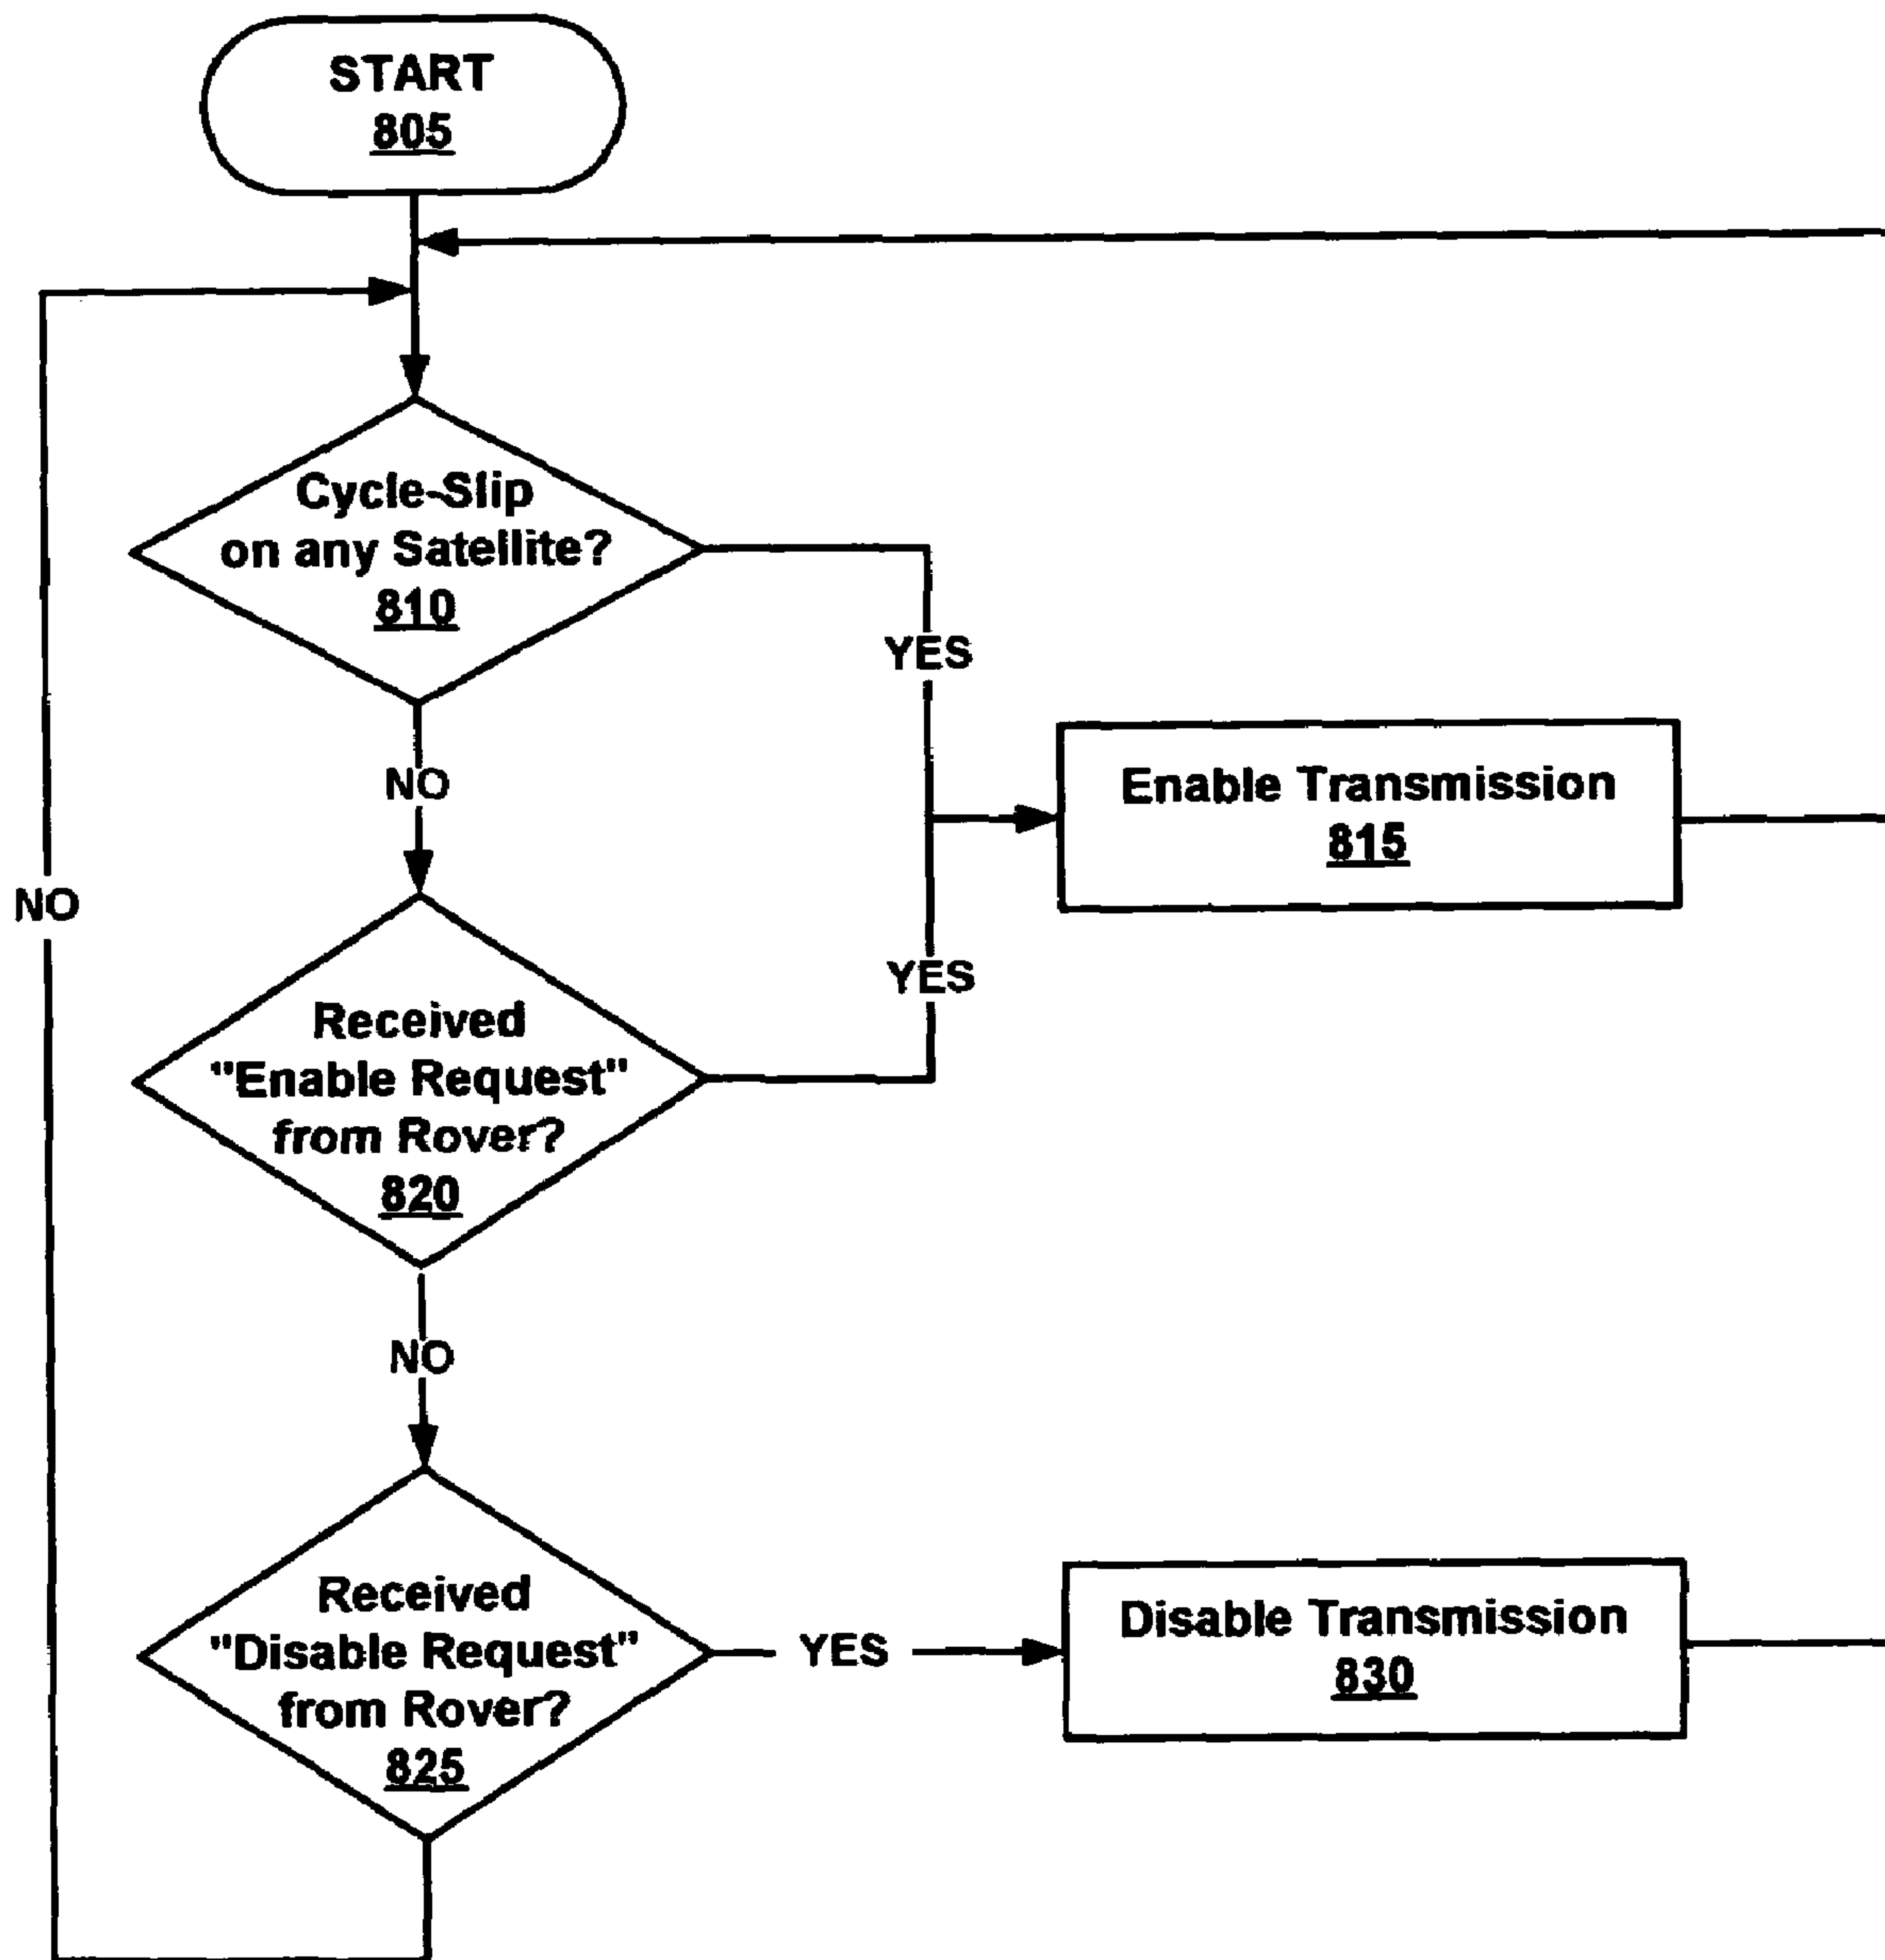 START
805
Cycle-Slip
on any Satellite?
810
YES
NO
Enable Transmission
815
NO
YES
Received
"Enable Request"
from Rover?
820
NO
Received
"Disable Request"
from Rover?
825
YES
Disable Transmission
830